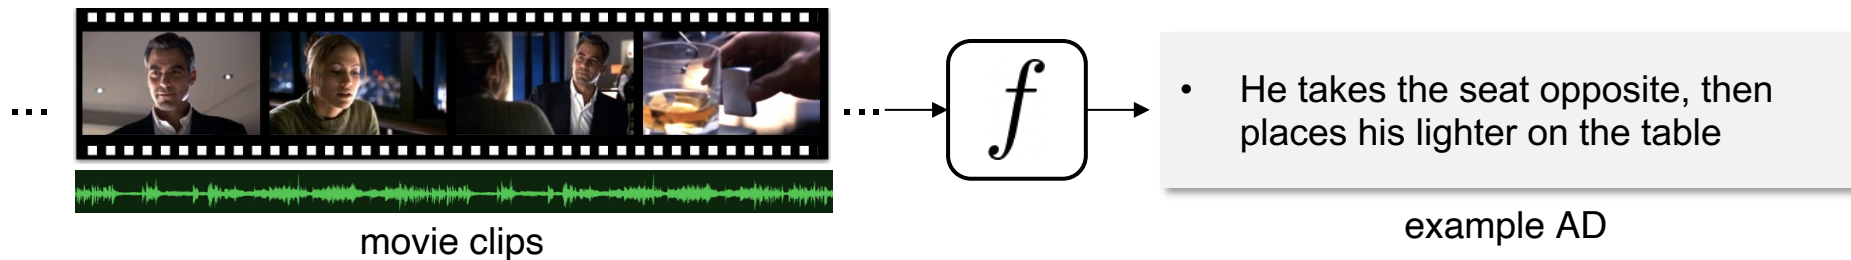 ...
...
f
• He takes the seat opposite, then
places his lighter on the table
movie clips
example AD